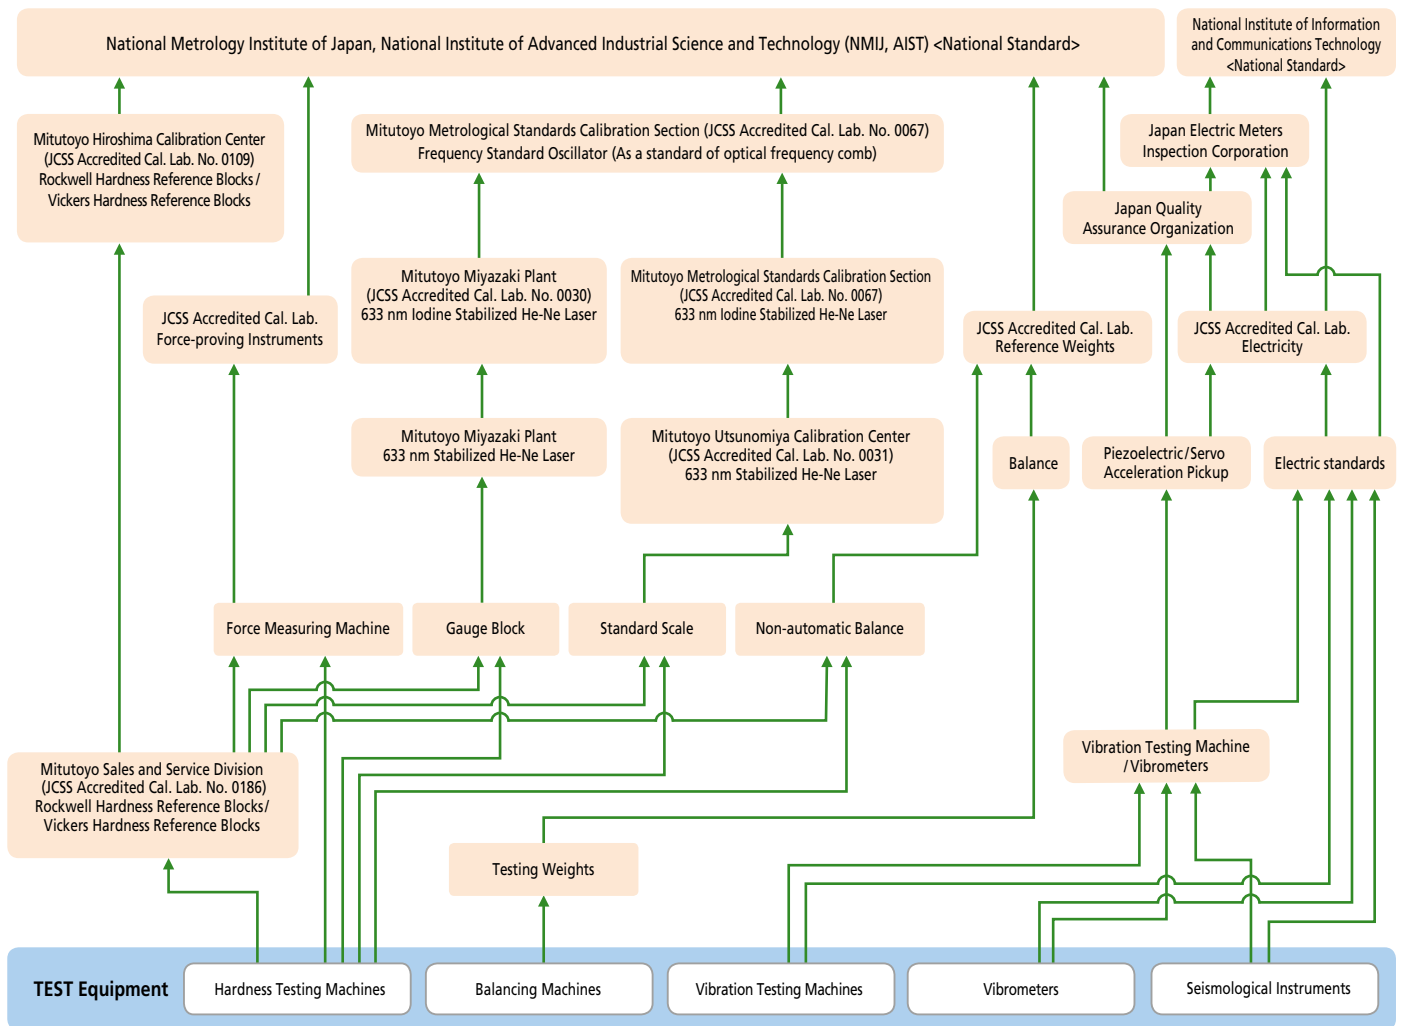 National Metrology Institute of Japan, National Institute of Advanced Industrial Science and Technology (NMIJ, AIST) <National Standard>
National Institute of Information
and Communications Technology
<National Standard>
Mitutoyo Hiroshima Calibration Center
(JCSS Accredited Cal. Lab. No. 0109)
Rockwell Hardness Reference Blocks /
Vickers Hardness Reference Blocks
Mitutoyo Metrological Standards Calibration Section (JCSS Accredited Cal. Lab. No. 0067)
Frequency Standard Oscillator (As a standard of optical frequency comb)
Japan Electric Meters
Inspection Corporation
Japan Quality
Assurance Organization
JCSS Accredited Cal. Lab.
Force-proving Instruments
Mitutoyo Miyazaki Plant
(JCSS Accredited Cal. Lab. No. 0030)
633 nm Iodine Stabilized He-Ne Laser
Mitutoyo Metrological Standards Calibration Section
(JCSS Accredited Cal. Lab. No. 0067)
633 nm Iodine Stabilized He-Ne Laser
JCSS Accredited Cal. Lab.
Reference Weights
JCSS Accredited Cal. Lab.
Electricity
Mitutoyo Miyazaki Plant
633 nm Stabilized He-Ne Laser
Mitutoyo Utsunomiya Calibration Center
(JCSS Accredited Cal. Lab. No. 0031)
633 nm Stabilized He-Ne Laser
Balance
Piezoelectric/Servo
Acceleration Pickup
Electric standards
Force Measuring Machine
Gauge Block
Standard Scale
Non-automatic Balance
Mitutoyo Sales and Service Division
(JCSS Accredited Cal. Lab. No. 0186)
Rockwell Hardness Reference Blocks/
Vickers Hardness Reference Blocks
Vibration Testing Machine
/Vibrometers
Testing Weights
TEST Equipment
Hardness Testing Machines
Balancing Machines
Vibration Testing Machines
Vibrometers
Seismological Instruments